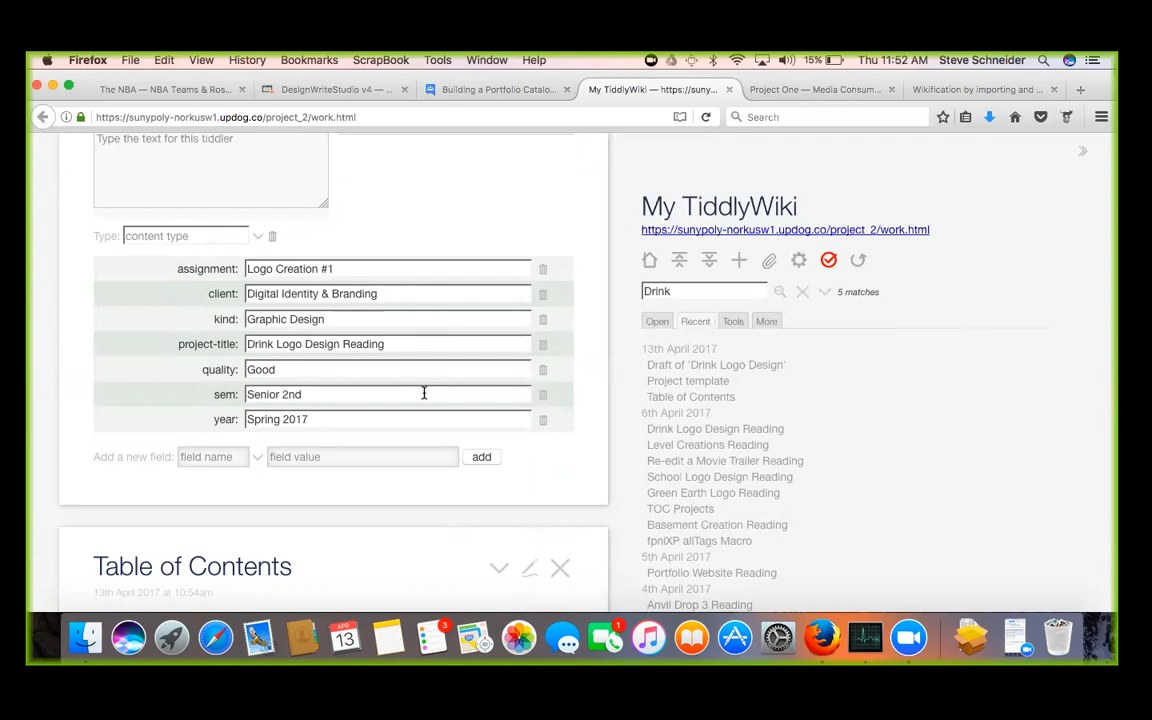 Firefox File Edit View History Bookmarks ScrapBook Tools Window Help 15% Thu 11:52 AM Steve Schneider
The NBA — NBA Teams & Ros... DesignWriteStudio v4 — ... Building a Portfolio Catalo... My TiddlyWiki — https://suny... Project One — Media Consum... Wikification by importing and ...
https://sunypoly-norkusw1.updog.co/project_2/work.html Search
Type the text for this tiddler
Type: content type
assignment: Logo Creation #1
client: Digital Identity & Branding
kind: Graphic Design
project-title: Drink Logo Design Reading
quality: Good
sem: Senior 2nd
year: Spring 2017
Add a new field: field name field value add
Table of Contents
13th April 2017 at 10:54am
My TiddlyWiki
https://sunypoly-norkusw1.updog.co/project_2/work.html
Drink 5 matches
Open Recent Tools More
13th April 2017
Draft of 'Drink Logo Design'
Project template
Table of Contents
6th April 2017
Drink Logo Design Reading
Level Creations Reading
Re-edit a Movie Trailer Reading
School Logo Design Reading
Green Earth Logo Reading
TOC Projects
Basement Creation Reading
fpnlXP allTags Macro
5th April 2017
Portfolio Website Reading
4th April 2017
Anvil Drop 3 Reading
APR 13 3 1